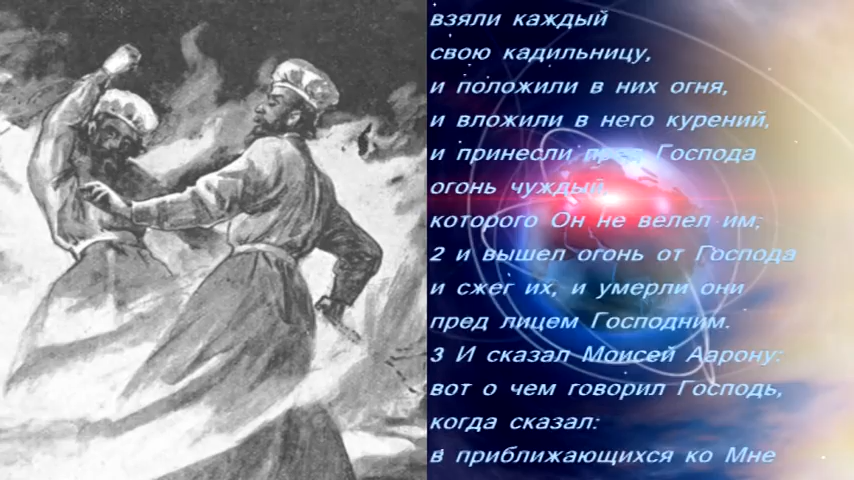 взяли каждый
свою кадильницу,
и положили в них огня,
и вложили в него курений,
и принесли пред Господа
огонь чуждый,
которого Он не велел им;
2 и вышел огонь от Господа
и сжег их, и умерли они
пред лицем Господним.
3 И сказал Моисей Аарону:
вот о чем говорил Господь,
когда сказал:
в приближающихся ко Мне